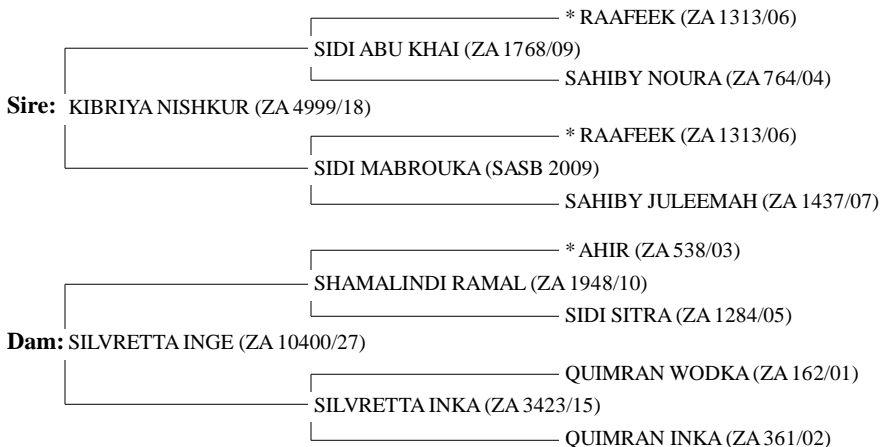 * RAAFEEK (ZA 1313/06)
SIDI ABU KHAI (ZA 1768/09)
SAHIBY NOURA (ZA 764/04)
Sire: KIBRIYA NISHKUR (ZA 4999/18)
* RAAFEEK (ZA 1313/06)
SIDI MABROUKA (SASB 2009)
SAHIBY JULEEMAH (ZA 1437/07)
* AHIR (ZA 538/03)
SHAMALINDI RAMAL (ZA 1948/10)
SIDI SITRA (ZA 1284/05)
Dam: SILVRETTA INGE (ZA 10400/27)
QUIMRAN WODKA (ZA 162/01)
SILVRETTA INKA (ZA 3423/15)
QUIMRAN INKA (ZA 361/02)